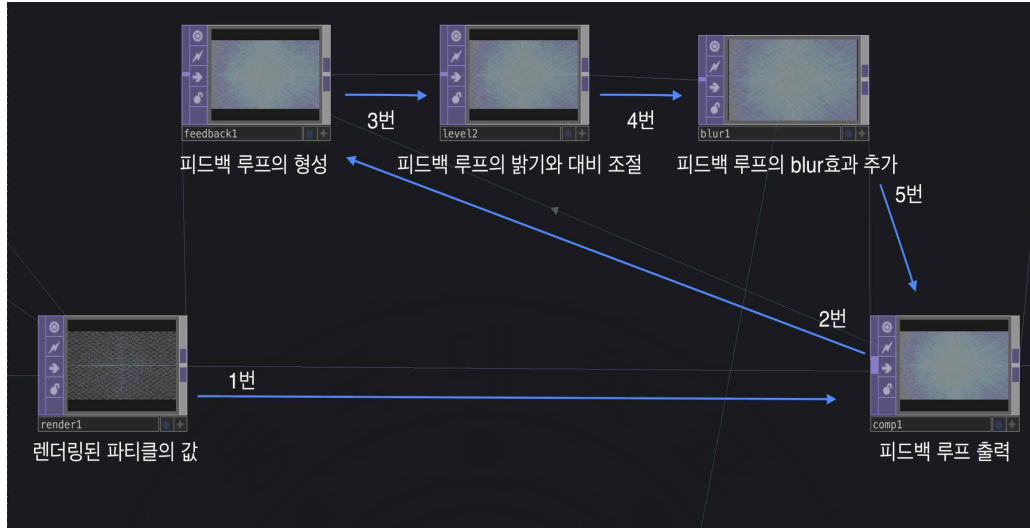 feedback1
level2
blur1
3번
4번
피드백 루프의 형성
피드백 루프의 밝기와 대비 조절
피드백 루프의 blur효과 추가
5번
2번
1번
render1
comp1
렌더링된 파티클의 값
피드백 루프 출력